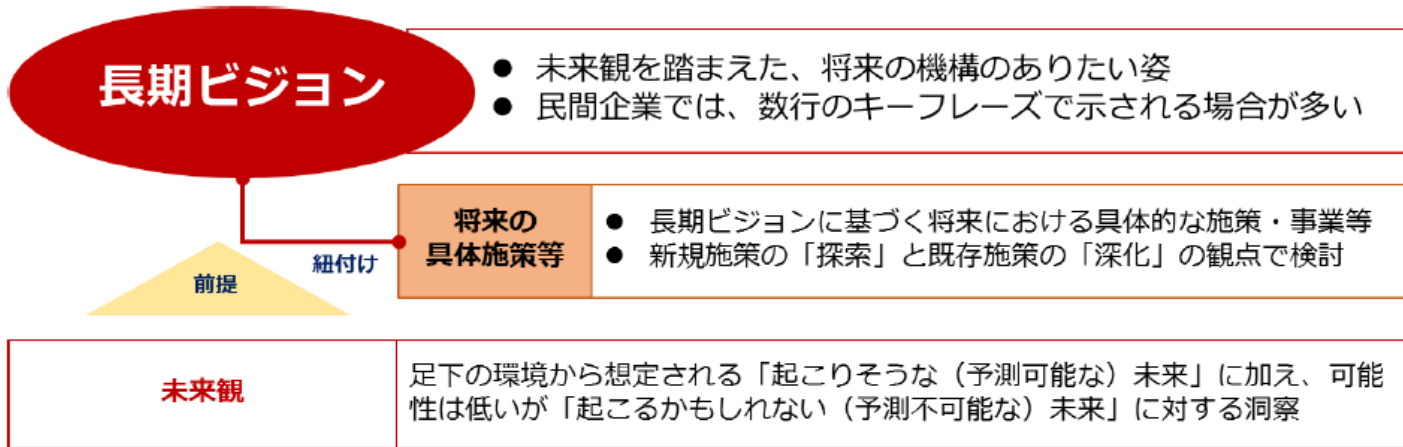 長期ビジョン
● 未来観を踏まえた、将来の機構のありたい姿
● 民間企業では、数行のキーフレーズで示される場合が多い
紐付け
将来の
具体施策等
● 長期ビジョンに基づく将来における具体的な施策・事業等
● 新規施策の「探索」と既存施策の「深化」の観点で検討
前提
未来観
足下の環境から想定される「起こりそうな（予測可能な）未来」に加え、可能
性は低いが「起こるかもしれない（予測不可能な）未来」に対する洞察